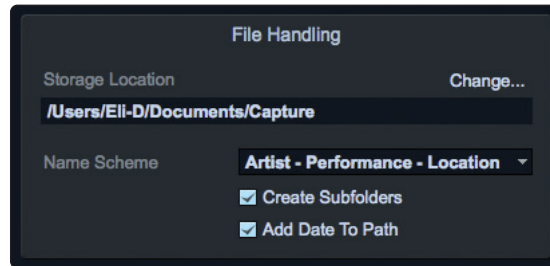 File Handling
Storage Location Change...
/Users/Eli-D/Documents/Capture
Name Scheme Artist - Performance - Location
Create Subfolders
Add Date To Path